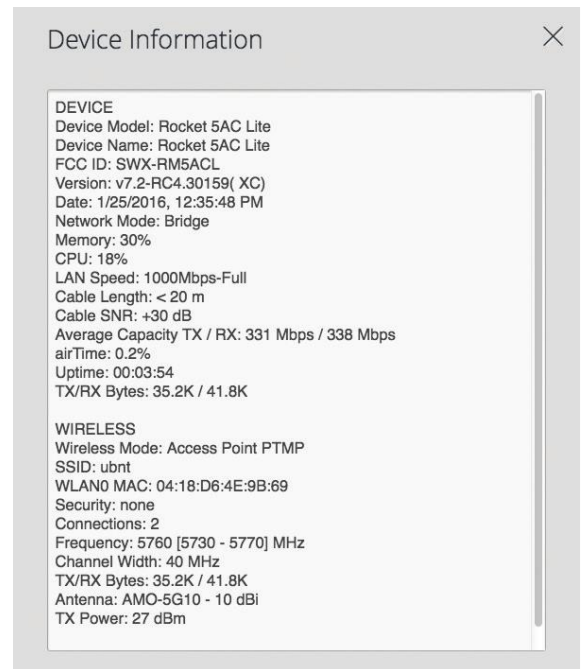 Device Information
DEVICE
Device Model: Rocket 5AC Lite
Device Name: Rocket 5AC Lite
FCC ID: SWX-RM5ACL
Version: v7.2-RC4.30159( XC)
Date: 1/25/2016, 12:35:48 PM
Network Mode: Bridge
Memory: 30%
CPU: 18%
LAN Speed: 1000Mbps-Full
Cable Length: < 20 m
Cable SNR: +30 dB
Average Capacity TX / RX: 331 Mbps / 338 Mbps
airTime: 0.2%
Uptime: 00:03:54
TX/RX Bytes: 35.2K / 41.8K
WIRELESS
Wireless Mode: Access Point PTMP
SSID: ubnt
WLAN0 MAC: 04:18:D6:4E:9B:69
Security: none
Connections: 2
Frequency: 5760 [5730 - 5770] MHz
Channel Width: 40 MHz
TX/RX Bytes: 35.2K / 41.8K
Antenna: AMO-5G10 - 10 dBi
TX Power: 27 dBm